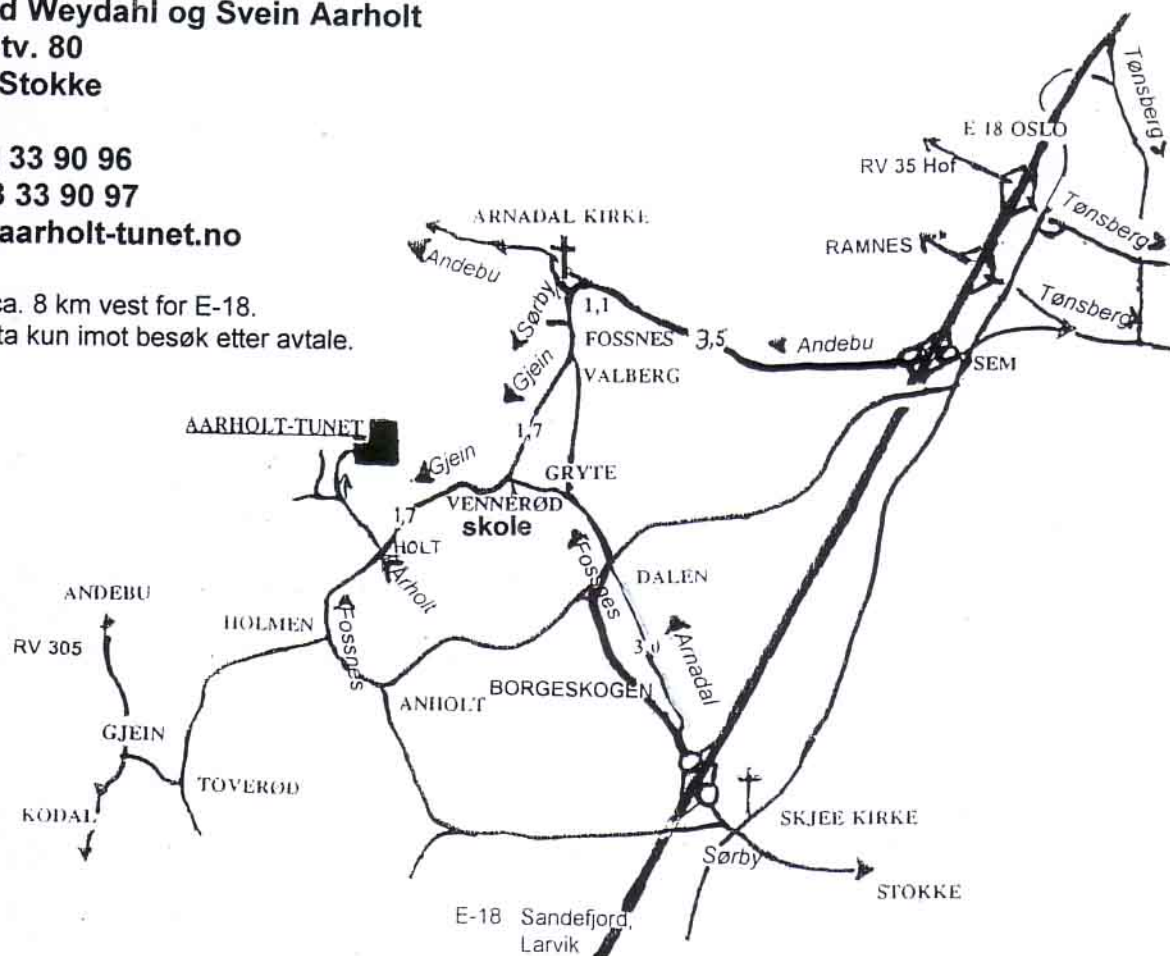 d Weydahl og Svein Aarholt
tv. 80
Stokke
33 90 96
33 90 97
aarholt-tunet.no
ca. 8 km vest for E-18.
ta kun imot besøk etter avtale.
Tønsberg
E 18 OSLO
RV 35 Hof
ARNADAL KIRKE
Tønsberg
RAMNES
Andebu
Sørby
1,1
Tønsberg
FOSSNES
3,5
Andebu
SEM
Gjein
VALBERG
AARHOLT-TUNET
1,7
Gjein
GRYTE
VENNERØD
skole
1,7
HOLT
Fossnes
DALEN
Årholt
ANDEBU
HOLMEN
Fossnes
RV 305
3,0
Arnadal
BORGESKOGEN
ANHOLT
GJEIN
TOVERØD
KODAL
SKJEE KIRKE
Sørby
STOKKE
E-18 Sandefjord,
Larvik